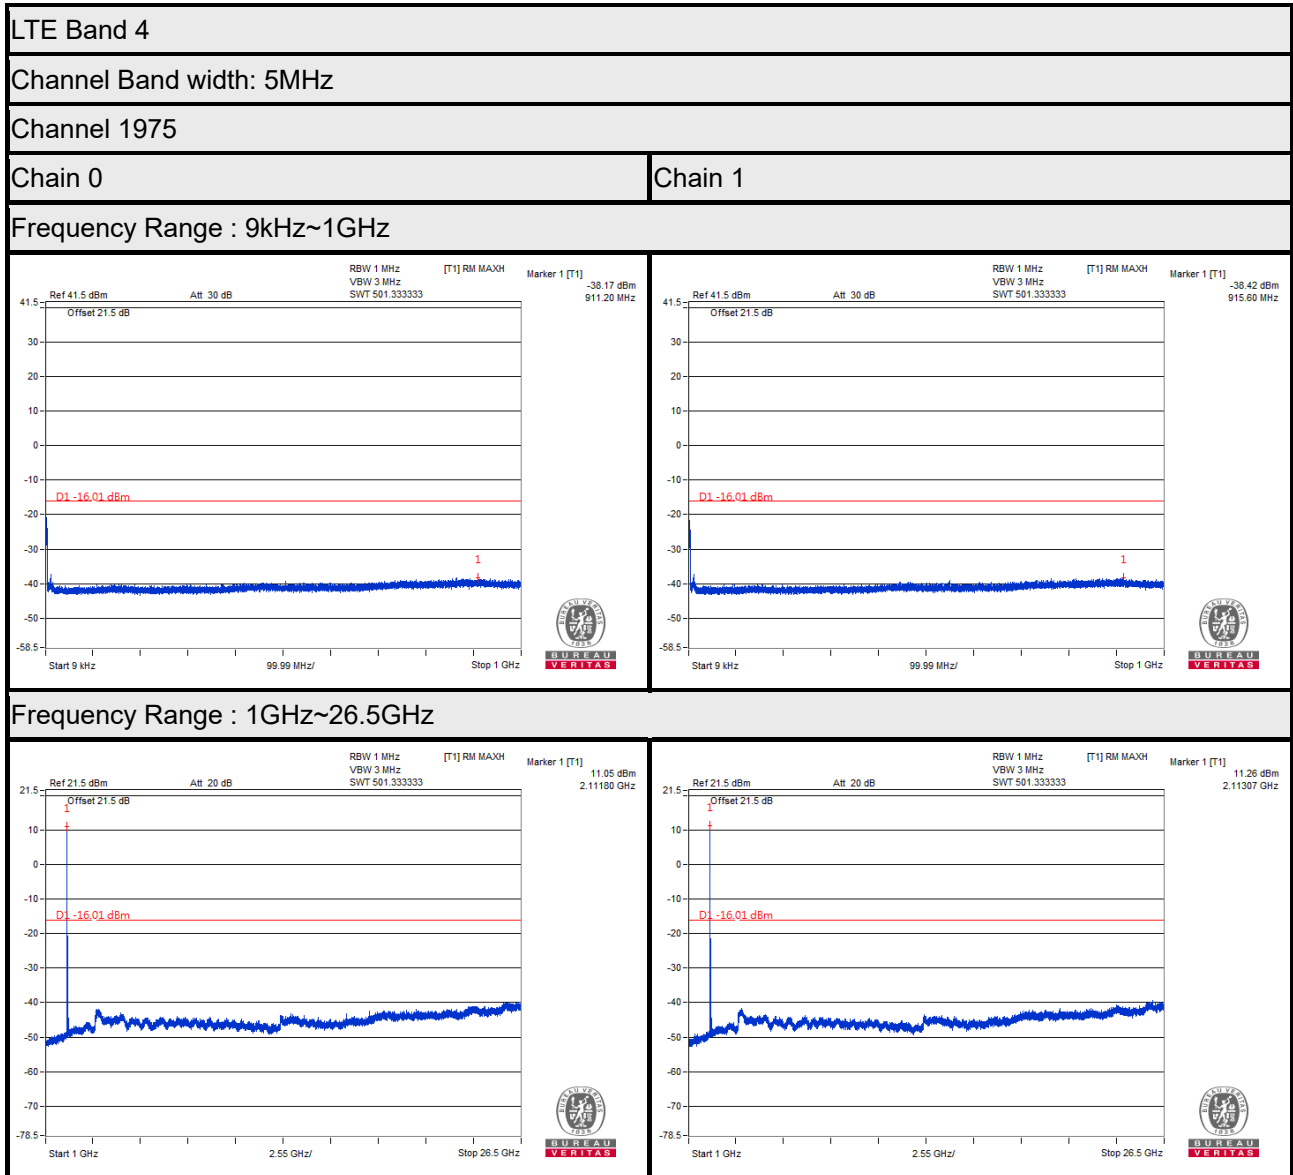 LTE Band 4
Channel Band width: 5MHz
Channel 1975
Chain 0
Chain 1
Frequency Range : 9kHz~1GHz
RBW 1 MHz
[T1] RM MAXH
Marker 1 [T1]
VBW 3 MHz
-38.17 dBm
Ref 41.5 dBm
Att 30 dB
SWT 501.333333
911.20 MHz
41.5
Offset 21.5 dB
30
20
10
0
-10
D1 -16.01 dBm
-20
-30
1
-40
-50
-58.5
Start 9 kHz
99.99 MHz/
Stop 1 GHz
BUREAU VERITAS
1828
BUREAU
VERITAS
RBW 1 MHz
[T1] RM MAXH
Marker 1 [T1]
VBW 3 MHz
-38.42 dBm
Ref 41.5 dBm
Att 30 dB
SWT 501.333333
915.60 MHz
41.5
Offset 21.5 dB
30
20
10
0
-10
D1 -16.01 dBm
-20
-30
1
-40
-50
-58.5
Start 9 kHz
99.99 MHz/
Stop 1 GHz
BUREAU VERITAS
1828
BUREAU
VERITAS
Frequency Range : 1GHz~26.5GHz
RBW 1 MHz
[T1] RM MAXH
Marker 1 [T1]
VBW 3 MHz
11.05 dBm
Ref 21.5 dBm
Att 20 dB
SWT 501.333333
2.11180 GHz
21.5
Offset 21.5 dB
1
10
0
-10
D1 -16.01 dBm
-20
-30
-40
-50
-60
-70
-78.5
Start 1 GHz
2.55 GHz/
Stop 26.5 GHz
BUREAU VERITAS
1828
BUREAU
VERITAS
RBW 1 MHz
[T1] RM MAXH
Marker 1 [T1]
VBW 3 MHz
11.26 dBm
Ref 21.5 dBm
Att 20 dB
SWT 501.333333
2.11307 GHz
21.5
Offset 21.5 dB
1
10
0
-10
D1 -16.01 dBm
-20
-30
-40
-50
-60
-70
-78.5
Start 1 GHz
2.55 GHz/
Stop 26.5 GHz
BUREAU VERITAS
1828
BUREAU
VERITAS